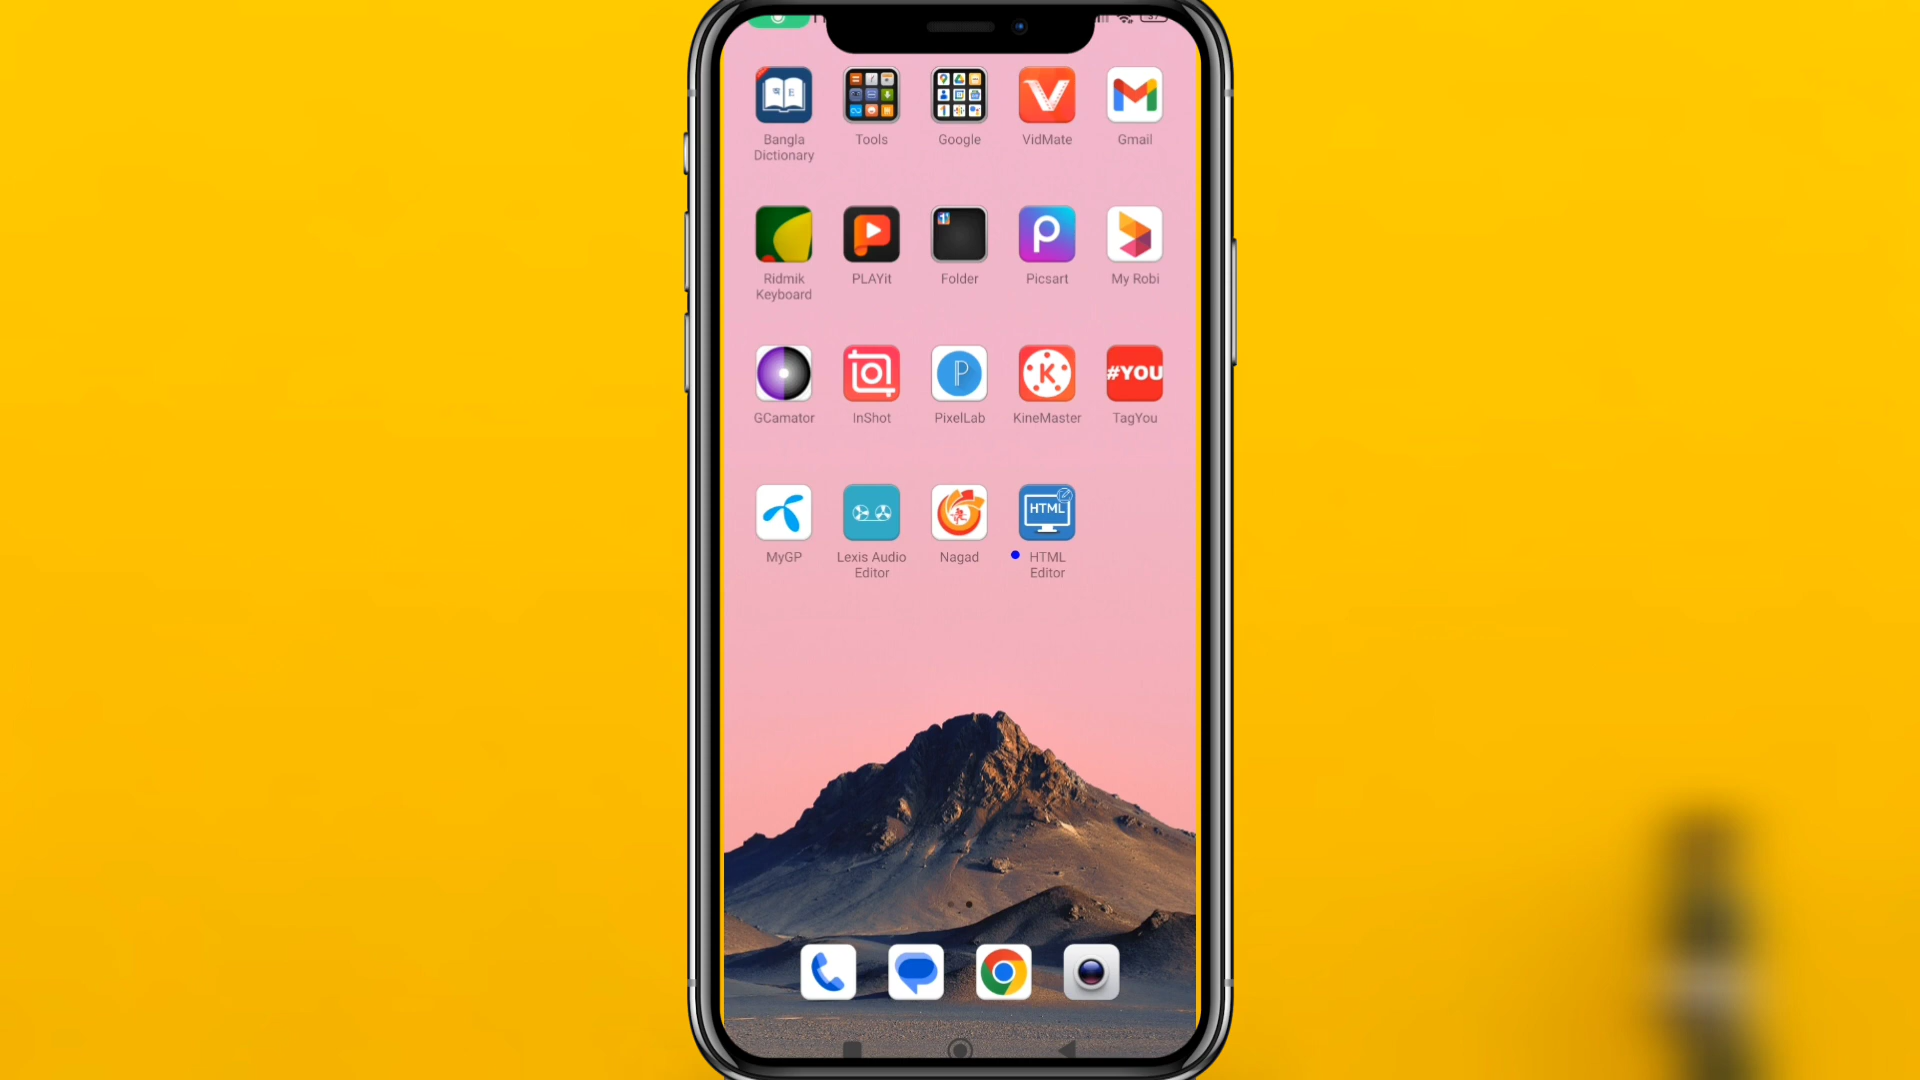 Bangla
Dictionary
Tools
Google
VidMate
Gmail
Ridmik
Keyboard
PLAYit
Folder
Picsart
My Robi
GCamator
InShot
PixelLab
KineMaster
#YOU
TagYou
HTML
MyGP
Lexis Audio
Editor
Nagad
HTML
Editor